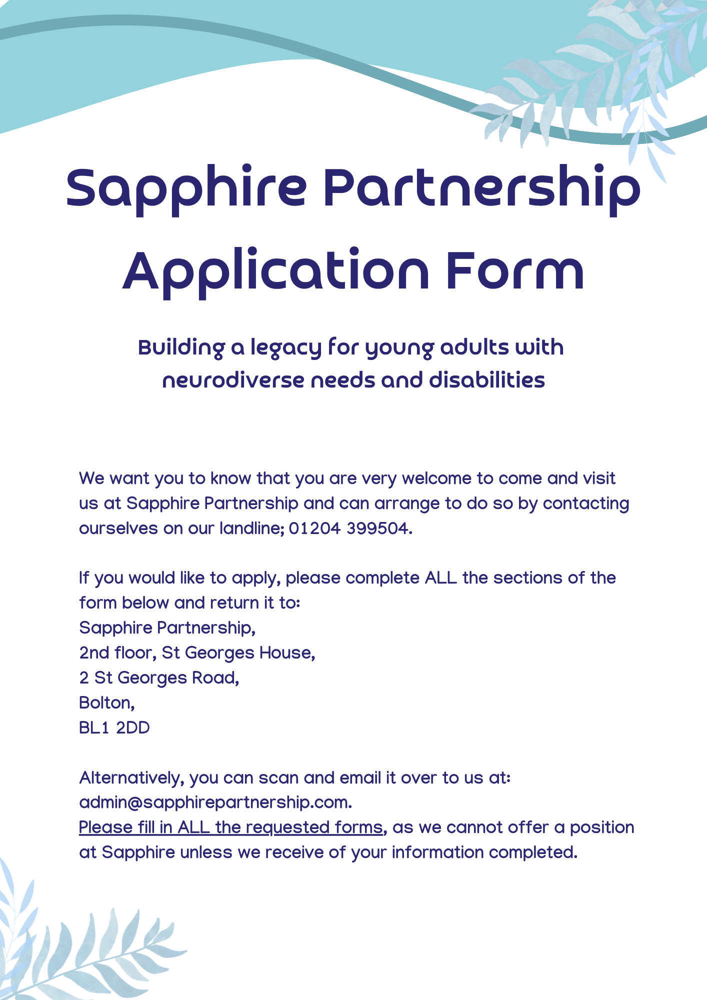 Sapphire Partnership
Application Form
Building a legacy for young adults with
neurodiverse needs and disabilities
We want you to know that you are very welcome to come and visit
us at Sapphire Partnership and can arrange to do so by contacting
ourselves on our landline; 01204 399504.
If you would like to apply, please complete ALL the sections of the
form below and return it to:
Sapphire Partnership,
2nd floor, St Georges House,
2 St Georges Road,
Bolton,
BL1 2DD
Alternatively, you can scan and email it over to us at:
admin@sapphirepartnership.com.
Please fill in ALL the requested forms, as we cannot offer a position
at Sapphire unless we receive of your information completed.